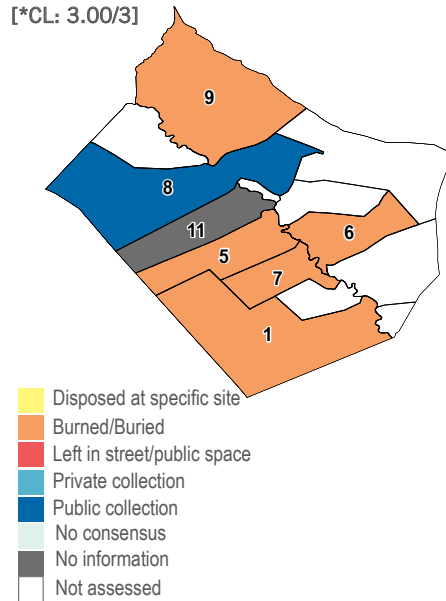 [*CL: 3.00/3]
9
8
6
11
5
7
1
Disposed at specific site
Burned/Buried
Left in street/public space
Private collection
Public collection
No consensus
No information
Not assessed